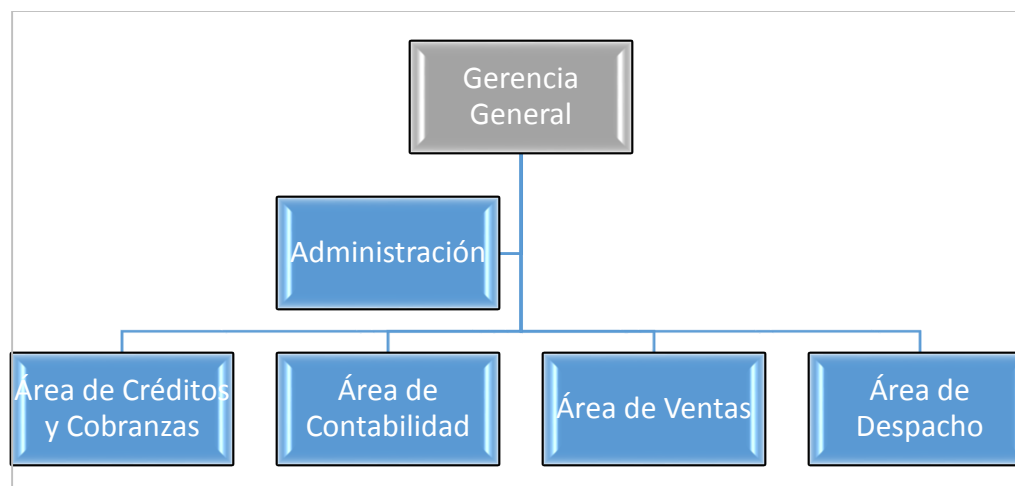 Gerencia
General
Administración
Área de Créditos
y Cobranzas
Área de
Contabilidad
Área de Ventas
Área de
Despacho